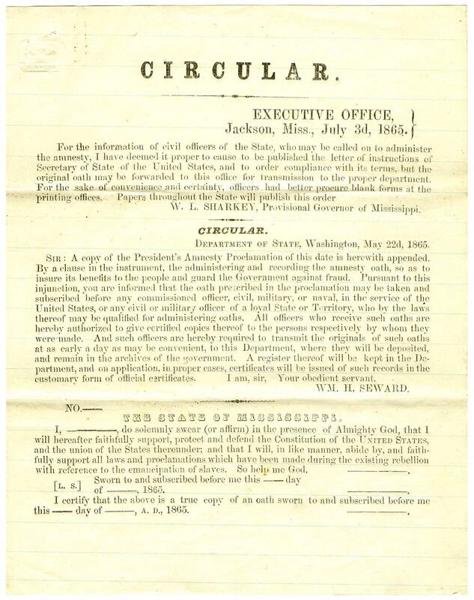 CIRCULAR.
EXECUTIVE OFFICE, }
Jackson, Miss., July 3d, 1865. }
For the information of civil officers of the State, who may be called on to administer
the amnesty, I have deemed it proper to cause to be published the letter of instructions of
Secretary of State of the United States, and to order compliance with its terms, but the
original oath may be forwarded to this office for transmission to the proper department.
For the sake of convenience and certainty, officers had better procure blank forms at the
printing offices. Papers throughout the State will publish this order
W. L. SHARKEY, Provisional Governor of Mississippi.
CIRCULAR.
DEPARTMENT OF STATE, Washington, May 22d, 1865.
SIR: A copy of the President's Amnesty Proclamation of this date is herewith appended.
By a clause in the instrument, the administering and recording the amnesty oath, so as to
insure its benefits to the people and guard the Government against fraud. Pursuant to this
injunction, you are informed that the oath prescribed in the proclamation may be taken and
subscribed before any commissioned officer, civil, military, or naval, in the service of the
United States, or any civil or military officer of a loyal State or Territory, who by the laws
thereof may be qualified for administering oaths. All officers who receive such oaths are
hereby authorized to give certified copies thereof to the persons respectively by whom they
were made. And such officers are hereby required to transmit the originals of such oaths
at as early a day as may be convenient, to this Department, where they will be deposited,
and remain in the archives of the government. A register thereof will be kept in the De-
partment, and on application, in proper cases, certificates will be issued of such records in the
customary form of official certificates. I am, sir, Your obedient servant.
WM. H. SEWARD.
NO.——
THE STATE OF MISSISSIPPI.
I, ————, do solemnly swear (or affirm) in the presence of Almighty God, that I
will hereafter faithfully support, protect and defend the Constitution of the UNITED STATES,
and the union of the States thereunder; and that I will, in like manner, abide by, and faith-
fully support all laws and proclamations which have been made during the existing rebellion
with reference to the emancipation of slaves. So help me God, ————.
[L. S.] Sworn to and subscribed before me this —— day
of ———, 1865. ————,
I certify that the above is a true copy of an oath sworn to and subscribed before me
this —— day of ———, A. D., 1865. ————.